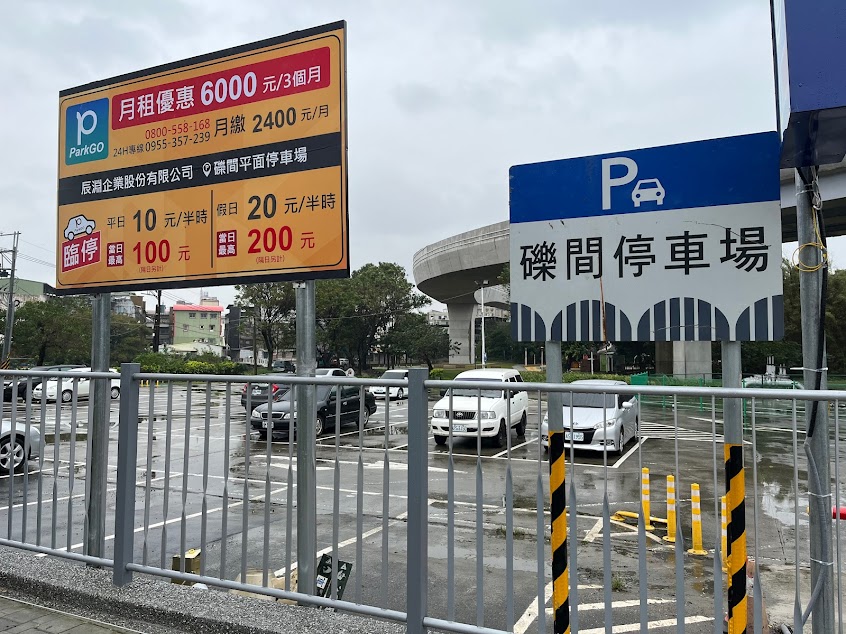 月租優惠 6000 元/3個月
ParkGO
0800-558-168
24H專線 0955-357-239
月繳 2400 元/月
辰淵企業股份有限公司 磔間平面停車場
臨停
平日 10 元/半時
當日最高 100 元
(隔日另計)
假日 20 元/半時
當日最高 200 元
(隔日另計)
P
礫間停車場